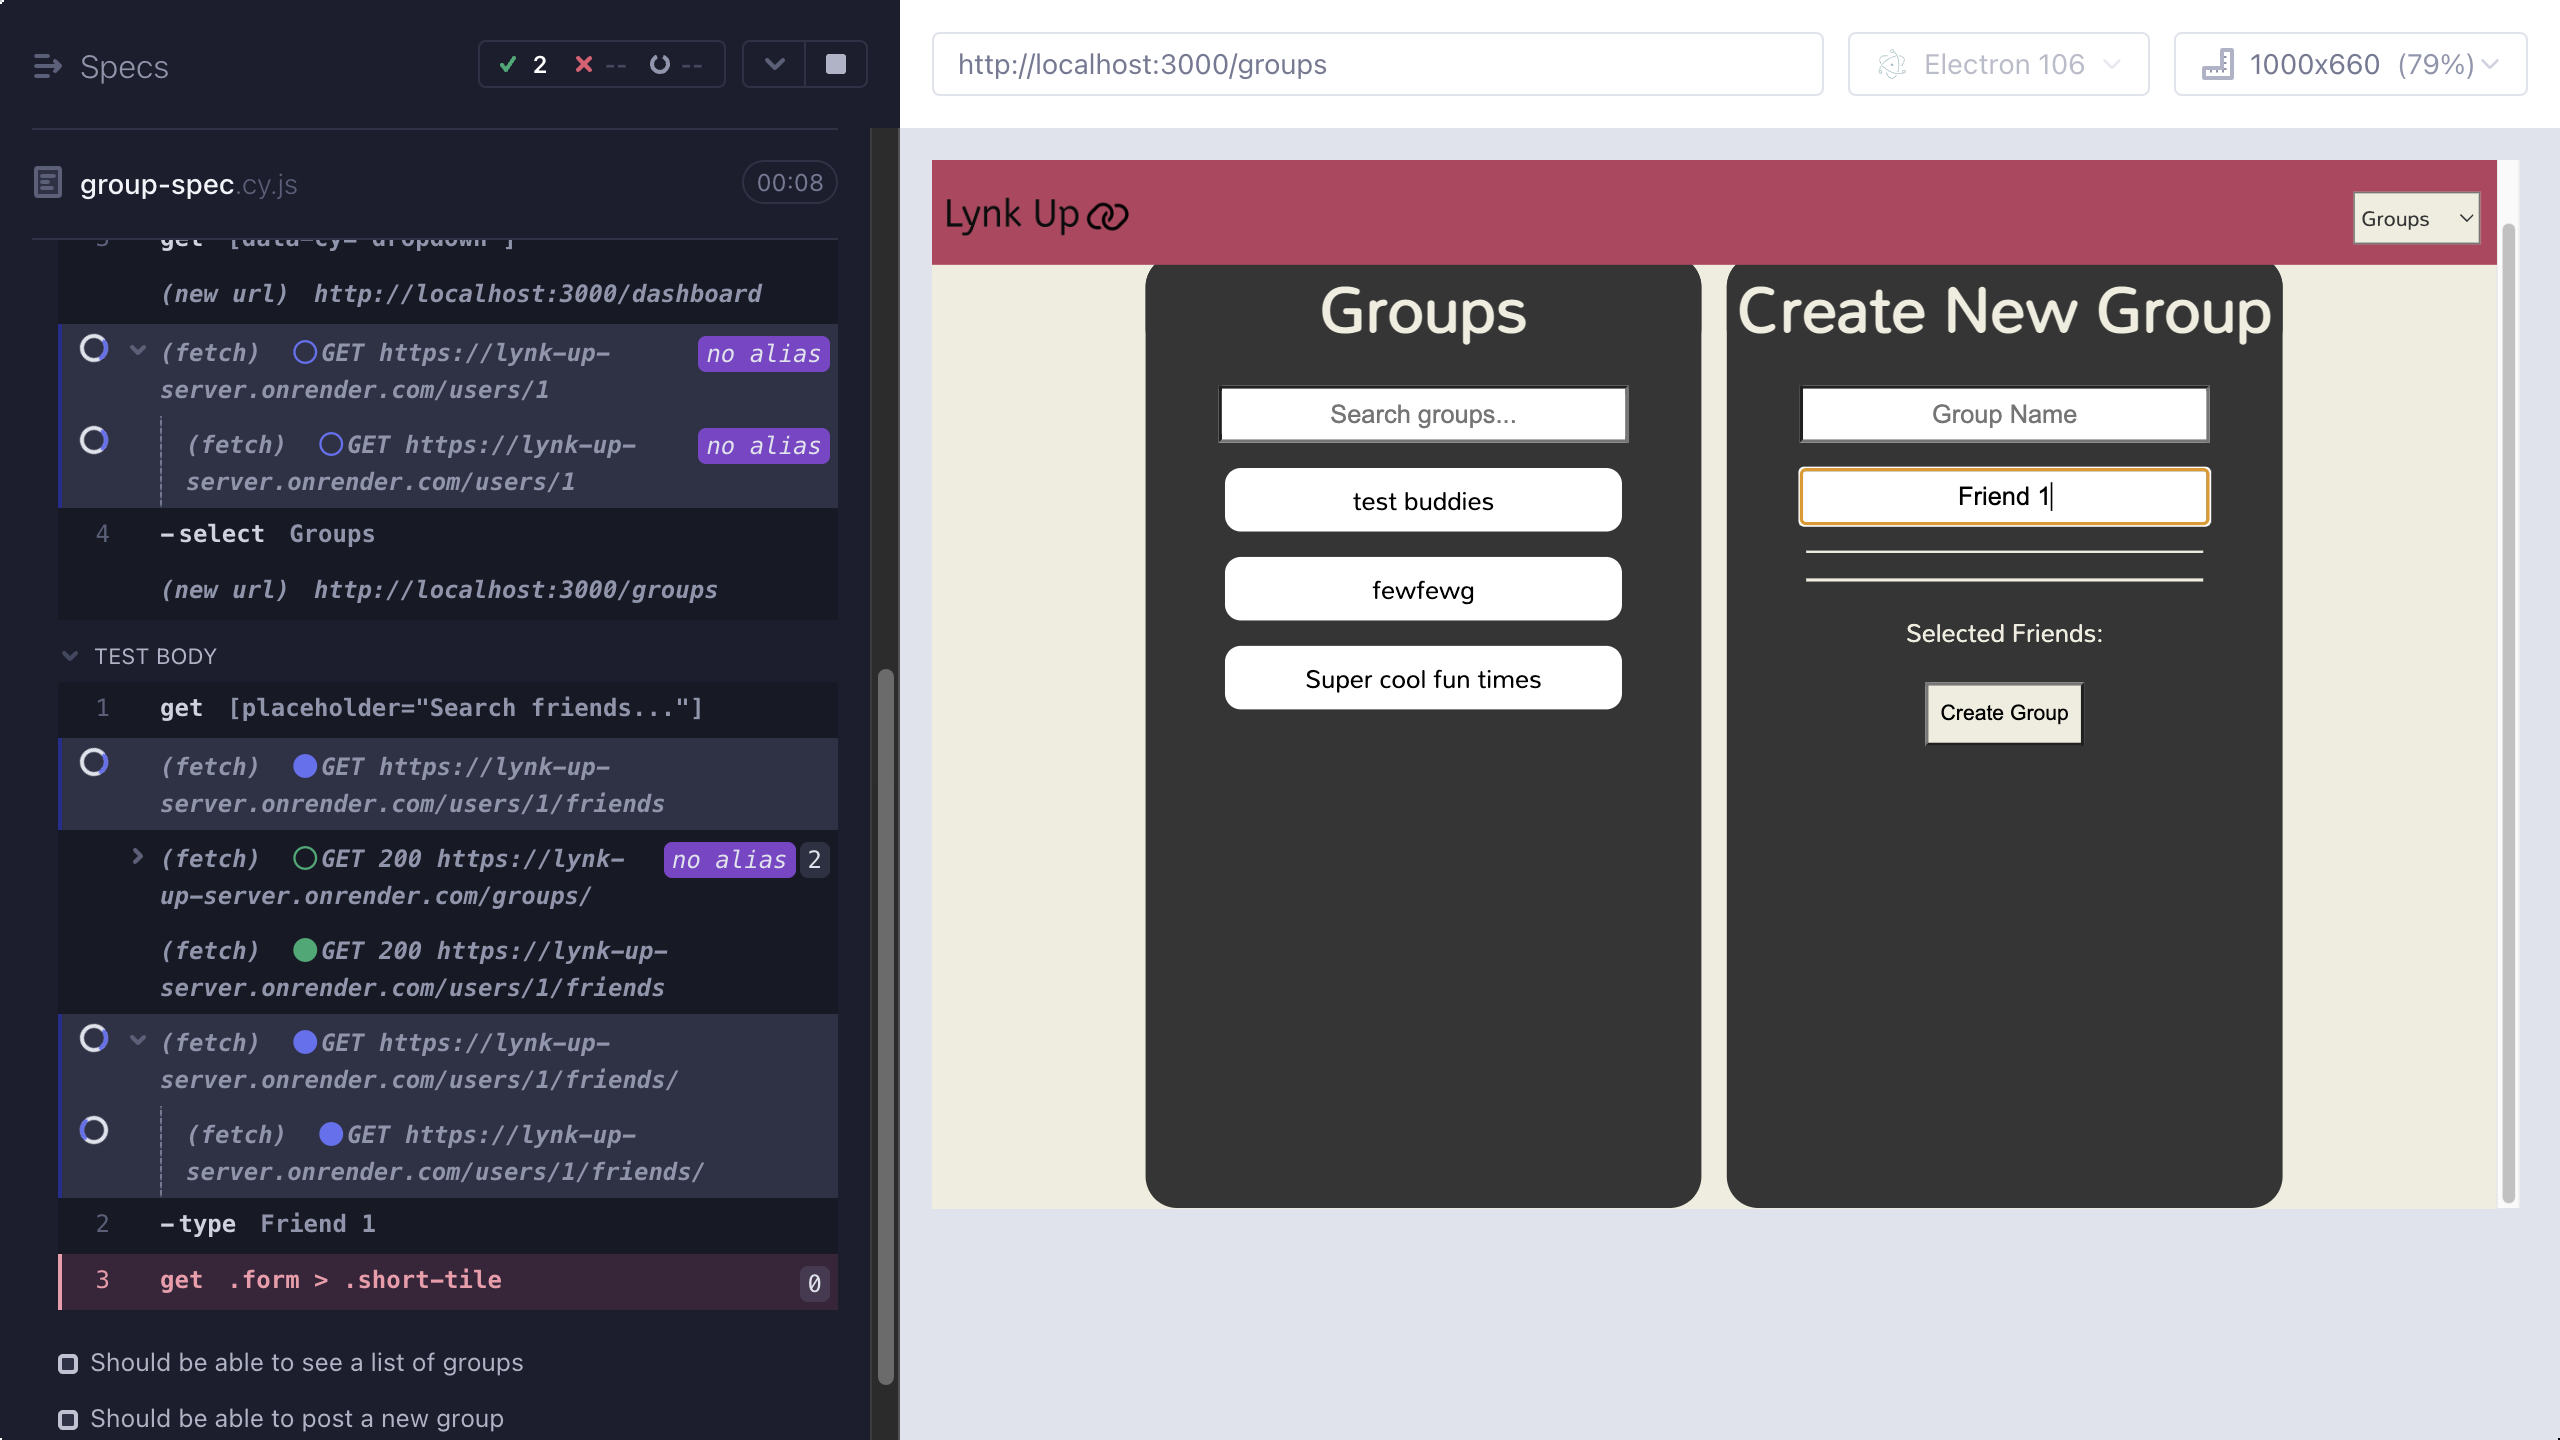 Specs
2 -- --
group-spec.cy.js
00:08
3 get [data-cy="dropdown"]
(new url) http://localhost:3000/dashboard
(fetch) GET https://lynk-up-
server.onrender.com/users/1
no alias
(fetch) GET https://lynk-up-
server.onrender.com/users/1
no alias
4 -select Groups
(new url) http://localhost:3000/groups
TEST BODY
1 get [placeholder="Search friends..."]
(fetch) GET https://lynk-up-
server.onrender.com/users/1/friends
(fetch) GET 200 https://lynk-
up-server.onrender.com/groups/
no alias 2
(fetch) GET 200 https://lynk-up-
server.onrender.com/users/1/friends
(fetch) GET https://lynk-up-
server.onrender.com/users/1/friends/
(fetch) GET https://lynk-up-
server.onrender.com/users/1/friends/
2 -type Friend 1
3 get .form > .short-tile 0
Should be able to see a list of groups
Should be able to post a new group
http://localhost:3000/groups
Electron 106
1000x660 (79%)
Lynk Up
Groups
Groups
Search groups...
test buddies
fewfewg
Super cool fun times
Create New Group
Group Name
Friend 1
Selected Friends:
Create Group